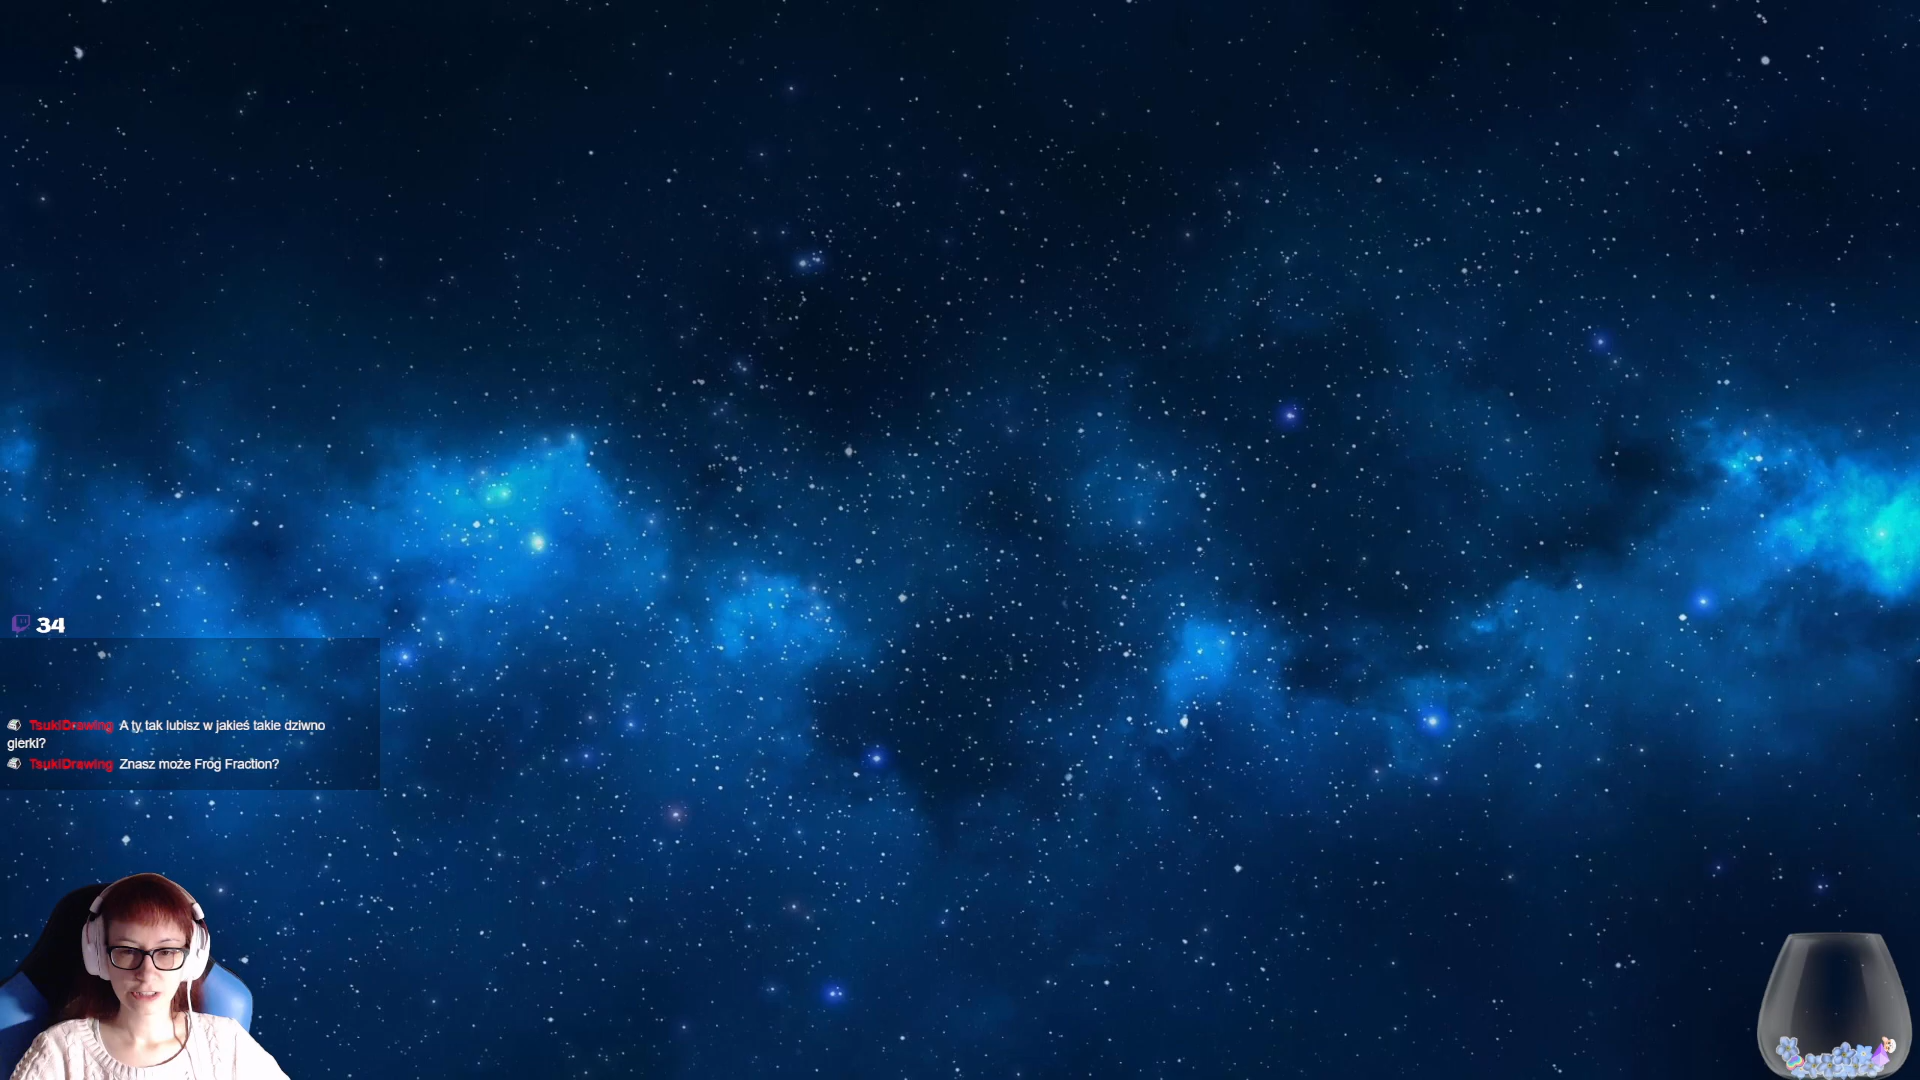 34
TsukiDrawing A ty tak lubisz w jakieś takie dziwno
gierki?
TsukiDrawing Znasz może Frog Fraction?